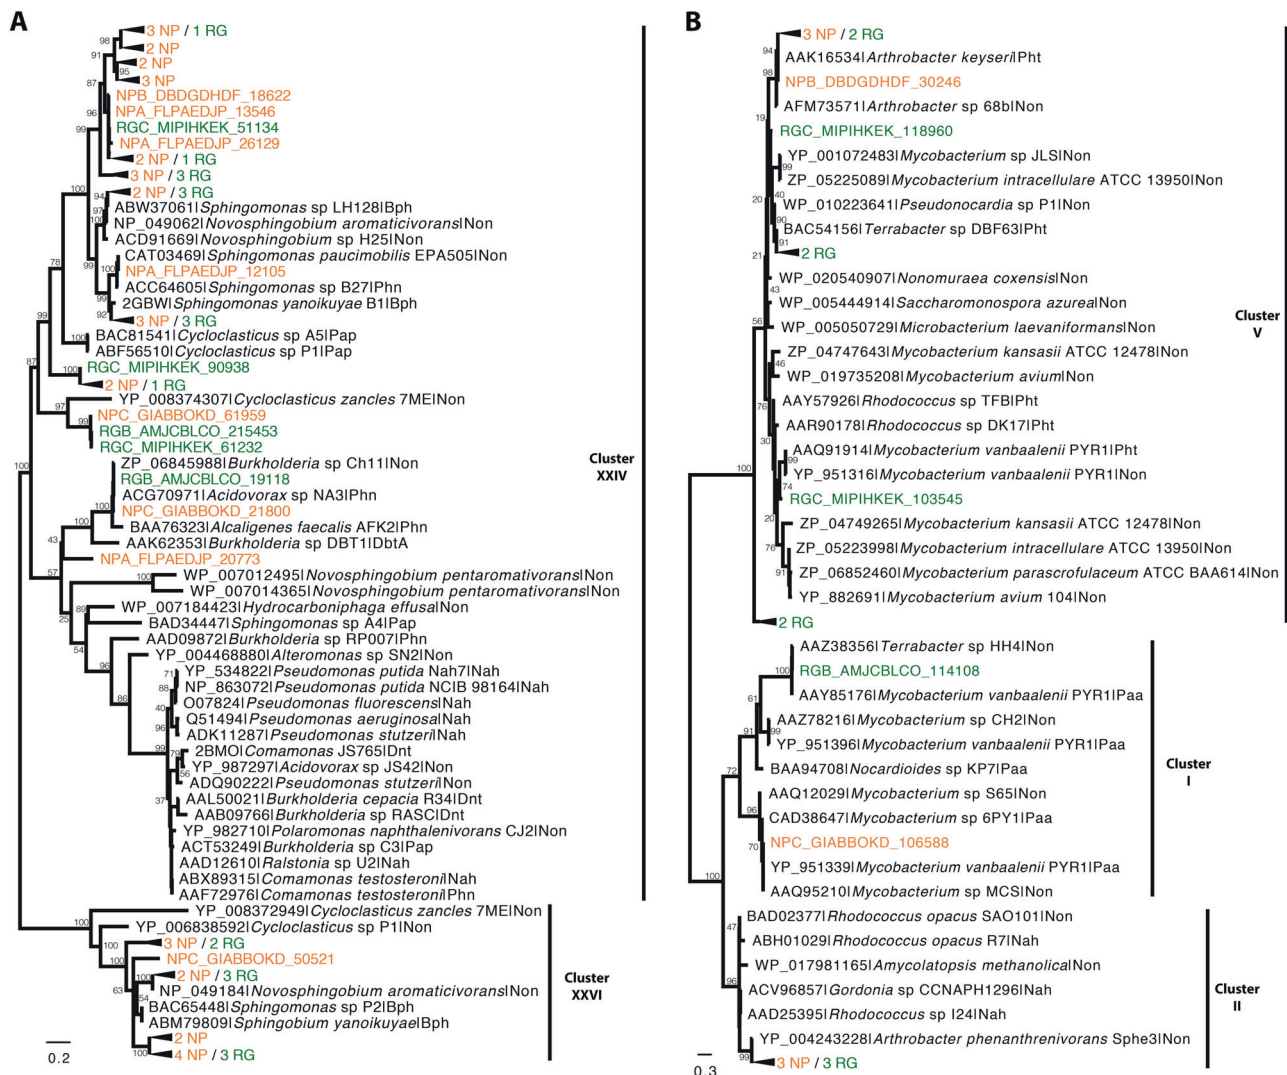 A
3 NP / 1 RG
98
2 NP
91
2 NP
95
3 NP
87
NPB_DBDGDHDF_18622
96
NPA_FLPAEDJP_13546
RGC_MIPIHKEK_51134
99
NPA_FLPAEDJP_26129
2 NP / 1 RG
3 NP / 3 RG
100
2 NP / 3 RG
94
ABW37061|Sphingomonas sp LH128|Bph
97
NP_049062|Novosphingobium aromaticivorans|Non
100
ACD91669|Novosphingobium sp H25|Non
CAT03469|Sphingomonas paucimobilis EPA505|Non
78
99
100
NPA_FLPAEDJP_12105
ACC64605|Sphingomonas sp B27|Phn
99
2GBW|Sphingomonas yanoikuyae B1|Bph
92
3 NP / 3 RG
99
BAC81541|Cycloclasticus sp A5|Pap
100
ABF56510|Cycloclasticus sp P1|Pap
87
RGC_MIPIHKEK_90938
100
2 NP / 1 RG
YP_008374307|Cycloclasticus zancles 7ME|Non
97
NPC_GIABBOKD_61959
99
RGB_AMJCBLCO_215453
RGC_MIPIHKEK_61232
100
ZP_06845988|Burkholderia sp Ch11|Non
RGB_AMJCBLCO_19118
ACG70971|Acidovorax sp NA3|Phn
100
NPC_GIABBOKD_21800
100
BAA76323|Alcaligenes faecalis AFK2|Phn
43
AAK62353|Burkholderia sp DBT1|DbtA
NPA_FLPAEDJP_20773
57
100
WP_007012495|Novosphingobium pentaromativorans|Non
WP_007014365|Novosphingobium pentaromativorans|Non
25
89
WP_007184423|Hydrocarboniphaga effusa|Non
BAD34447|Sphingomonas sp A4|Pap
54
AAD09872|Burkholderia sp RP007|Phn
96
YP_004468880|Alteromonas sp SN2|Non
71
YP_534822|Pseudomonas putida Nah7|Nah
88
NP_863072|Pseudomonas putida NCIB 98164|Nah
86
40
O07824|Pseudomonas fluorescens|Nah
Q51494|Pseudomonas aeruginosa|Nah
96
ADK11287|Pseudomonas stutzeri|Nah
99
79
2BMO|Comamonas JS765|Dnt
56
YP_987297|Acidovorax sp JS42|Non
ADQ90222|Pseudomonas stutzeri|Non
37
AAL50021|Burkholderia cepacia R34|Dnt
AAB09766|Burkholderia sp RASC|Dnt
YP_982710|Polaromonas naphthalenivorans CJ2|Non
ACT53249|Burkholderia sp C3|Pap
AAD12610|Ralstonia sp U2|Nah
ABX89315|Comamonas testosteroni|Nah
AAF72976|Comamonas testosteroni|Phn
Cluster
XXIV
100
YP_008372949|Cycloclasticus zancles 7ME|Non
100
YP_006838592|Cycloclasticus sp P1|Non
100
3 NP / 2 RG
100
NPC_GIABBOKD_50521
100
2 NP / 3 RG
63
NP_049184|Novosphingobium aromaticivorans|Non
54
BAC65448|Sphingomonas sp P2|Bph
ABM79809|Sphingobium yanoikuyae|Bph
2 NP
100
4 NP / 3 RG
Cluster
XXVI
0.2
B
3 NP / 2 RG
94
AAK16534|Arthrobacter keyseri|Pht
98
NPB_DBDGDHDF_30246
AFM73571|Arthrobacter sp 68b|Non
19
RGC_MIPIHKEK_118960
YP_001072483|Mycobacterium sp JLS|Non
99
ZP_05225089|Mycobacterium intracellulare ATCC 13950|Non
40
20
WP_010223641|Pseudonocardia sp P1|Non
90
BAC54156|Terrabacter sp DBF63|Pht
91
2 RG
21
WP_020540907|Nonomuraea coxensis|Non
43
WP_005444914|Saccharomonospora azurea|Non
56
WP_005050729|Microbacterium laevaniformans|Non
ZP_04747643|Mycobacterium kansasii ATCC 12478|Non
46
WP_019735208|Mycobacterium avium|Non
76
AAY57926|Rhodococcus sp TFB|Pht
AAR90178|Rhodococcus sp DK17|Pht
30
AAQ91914|Mycobacterium vanbaalenii PYR1|Pht
99
YP_951316|Mycobacterium vanbaalenii PYR1|Non
100
74
RGC_MIPIHKEK_103545
20
ZP_04749265|Mycobacterium kansasii ATCC 12478|Non
76
ZP_05223998|Mycobacterium intracellulare ATCC 13950|Non
91
ZP_06852460|Mycobacterium parascrofulaceum ATCC BAA614|Non
YP_882691|Mycobacterium avium 104|Non
2 RG
Cluster
V
AAZ38356|Terrabacter sp HH4|Non
100
RGB_AMJCBLCO_114108
61
AAY85176|Mycobacterium vanbaalenii PYR1|Paa
AAZ78216|Mycobacterium sp CH2|Non
91
99
YP_951396|Mycobacterium vanbaalenii PYR1|Paa
72
BAA94708|Nocardioides sp KP7|Paa
AAQ12029|Mycobacterium sp S65|Non
96
CAD38647|Mycobacterium sp 6PY1|Paa
70
NPC_GIABBOKD_106588
YP_951339|Mycobacterium vanbaalenii PYR1|Paa
100
AAQ95210|Mycobacterium sp MCS|Non
Cluster
I
BAD02377|Rhodococcus opacus SAO101|Non
47
ABH01029|Rhodococcus opacus R7|Nah
WP_017981165|Amycolatopsis methanolica|Non
96
ACV96857|Gordonia sp CCNAPH1296|Nah
AAD25395|Rhodococcus sp I24|Nah
YP_004243228|Arthrobacter phenanthrenivorans Sphe3|Non
99
3 NP / 3 RG
Cluster
II
0.3